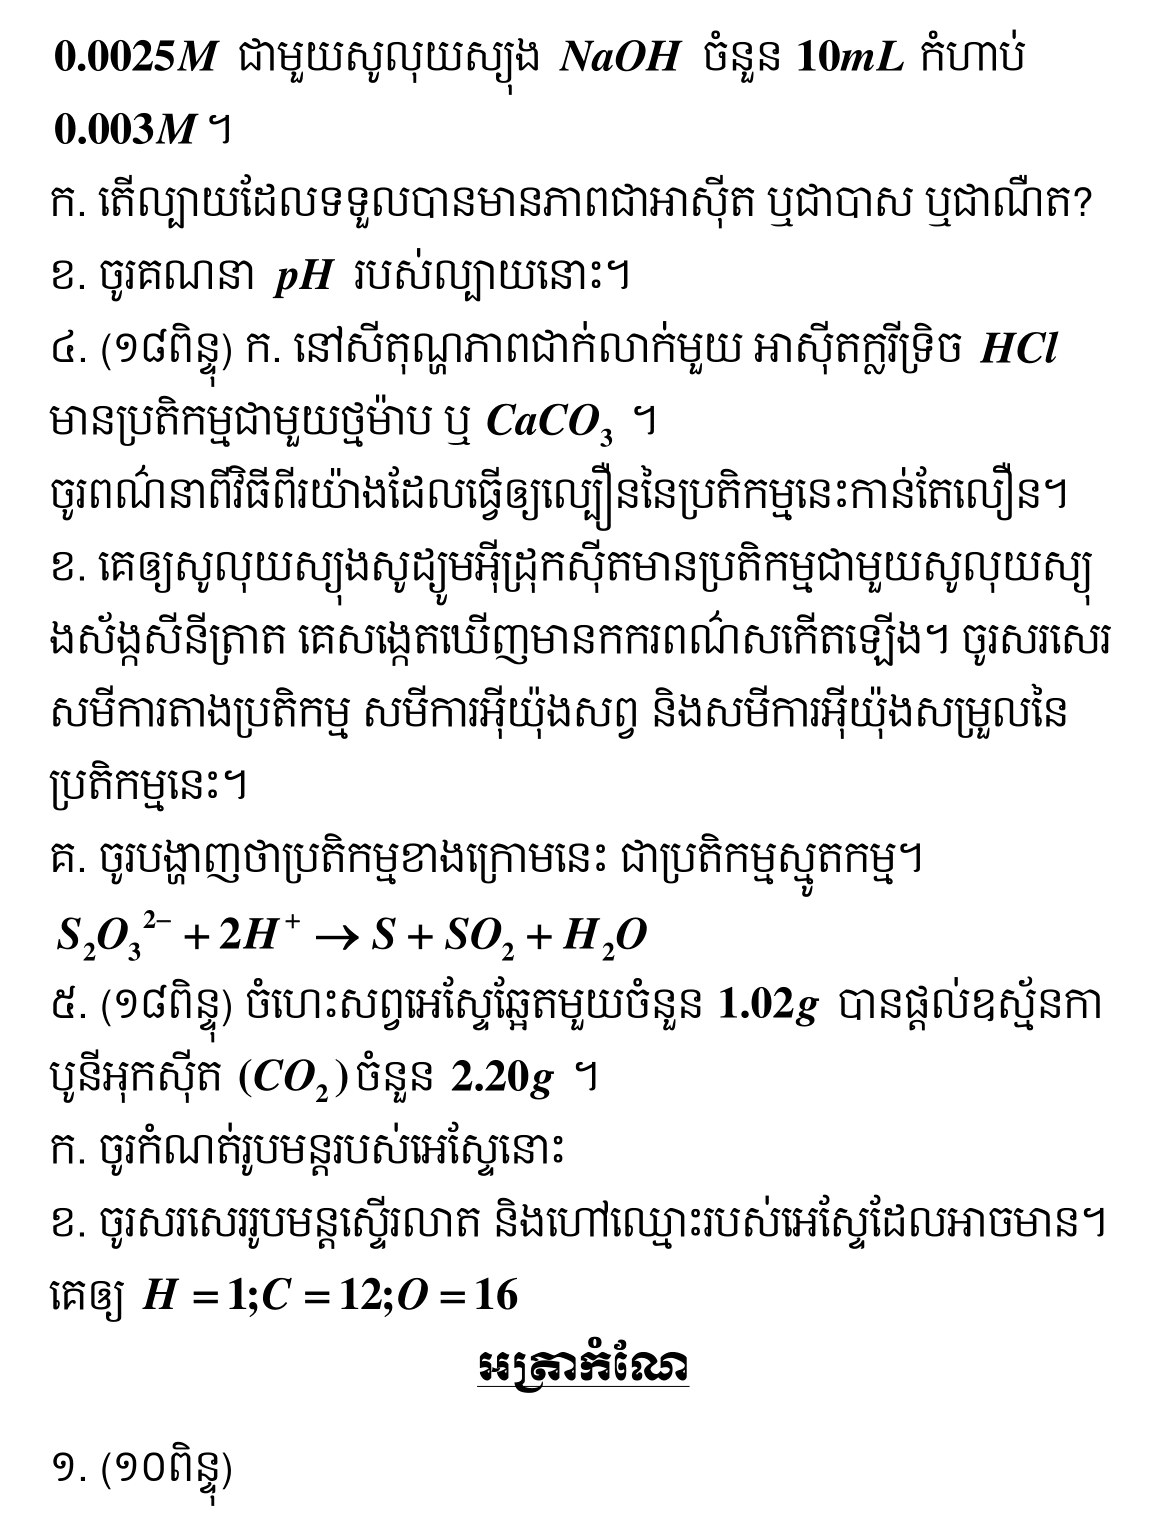 0.0025M ជាមួយសូលុយស្យុង NaOH ចំនួន 10mL កំហាប់
0.003M ។
ក. តើល្បាយដែលទទួលបានមានភាពជាអាស៊ីត ឬជាបាស ឬជាណឺត?
ខ. ចូរគណនា pH របស់ល្បាយនោះ។
៤. (១៨ពិន្ទុ) ក. នៅសីតុណ្ហភាពជាក់លាក់មួយ អាស៊ីតក្លរីទ្រិច HCl
មានប្រតិកម្មជាមួយថ្មម៉ាប ឬ CaCO₃ ។
ចូរពណ៌នាពីវិធីពីរយ៉ាងដែលធ្វើឲ្យល្បឿននៃប្រតិកម្មនេះកាន់តែលឿន។
ខ. គេឲ្យសូលុយស្យុងសូដ្យូមអ៊ីដ្រុកស៊ីតមានប្រតិកម្មជាមួយសូលុយស្យុ
ងស័ង្កសីនីត្រាត គេសង្កេតឃើញមានកករពណ៌សកើតឡើង។ ចូរសរសេរ
សមីការតាងប្រតិកម្ម សមីការអ៊ីយ៉ុងសព្វ និងសមីការអ៊ីយ៉ុងសម្រួលនៃ
ប្រតិកម្មនេះ។
គ. ចូរបង្ហាញថាប្រតិកម្មខាងក្រោមនេះ ជាប្រតិកម្មស្មូតកម្ម។
S₂O₃²⁻ + 2H⁺ → S + SO₂ + H₂O
៥. (១៨ពិន្ទុ) ចំហេះសព្វអេស្ទែឆ្អែតមួយចំនួន 1.02g បានផ្តល់ឧស្ម័នកា
បូនីអុកស៊ីត (CO₂) ចំនួន 2.20g ។
ក. ចូរកំណត់រូបមន្តរបស់អេស្ទែនោះ
ខ. ចូរសរសេររូបមន្តស្ទើរលាត និងហៅឈ្មោះរបស់អេស្ទែដែលអាចមាន។
គេឲ្យ H = 1; C = 12; O = 16
អត្រាកំណែ
១. (១០ពិន្ទុ)